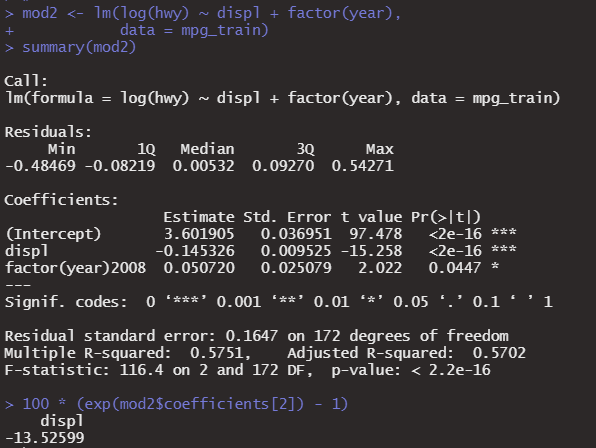 > mod2 <- lm(log(hwy) ~ displ + factor(year),
+            data = mpg_train)
> summary(mod2)
Call:
lm(formula = log(hwy) ~ displ + factor(year), data = mpg_train)
Residuals:
     Min       1Q   Median       3Q      Max
-0.48469 -0.08219  0.00532  0.09270  0.54271
Coefficients:
                  Estimate Std. Error t value Pr(>|t|)
(Intercept)       3.601905   0.036951  97.478   <2e-16 ***
displ            -0.145326   0.009525 -15.258   <2e-16 ***
factor(year)2008  0.050720   0.025079   2.022   0.0447 *
---
Signif. codes:  0 ‘***’ 0.001 ‘**’ 0.01 ‘*’ 0.05 ‘.’ 0.1 ‘ ’ 1
Residual standard error: 0.1647 on 172 degrees of freedom
Multiple R-squared:  0.5751,    Adjusted R-squared:  0.5702
F-statistic: 116.4 on 2 and 172 DF,  p-value: < 2.2e-16
> 100 * (exp(mod2$coefficients[2]) - 1)
    displ
-13.52599